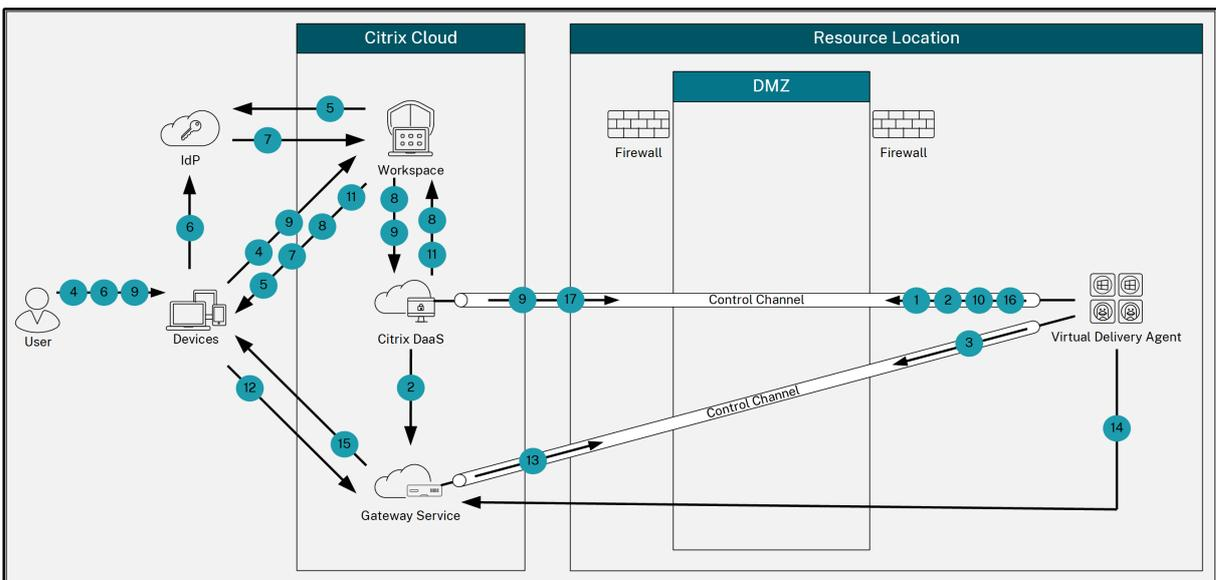 Citrix Cloud
Resource Location
DMZ
5
7
IdP
Workspace
Firewall
Firewall
6
4
9
11
8
7
5
8
9
8
11
4 6 9
User
Devices
Citrix DaaS
9 17
Control Channel
1 2 10 16
Virtual Delivery Agent
3
2
Control Channel
12
15
13
14
Gateway Service